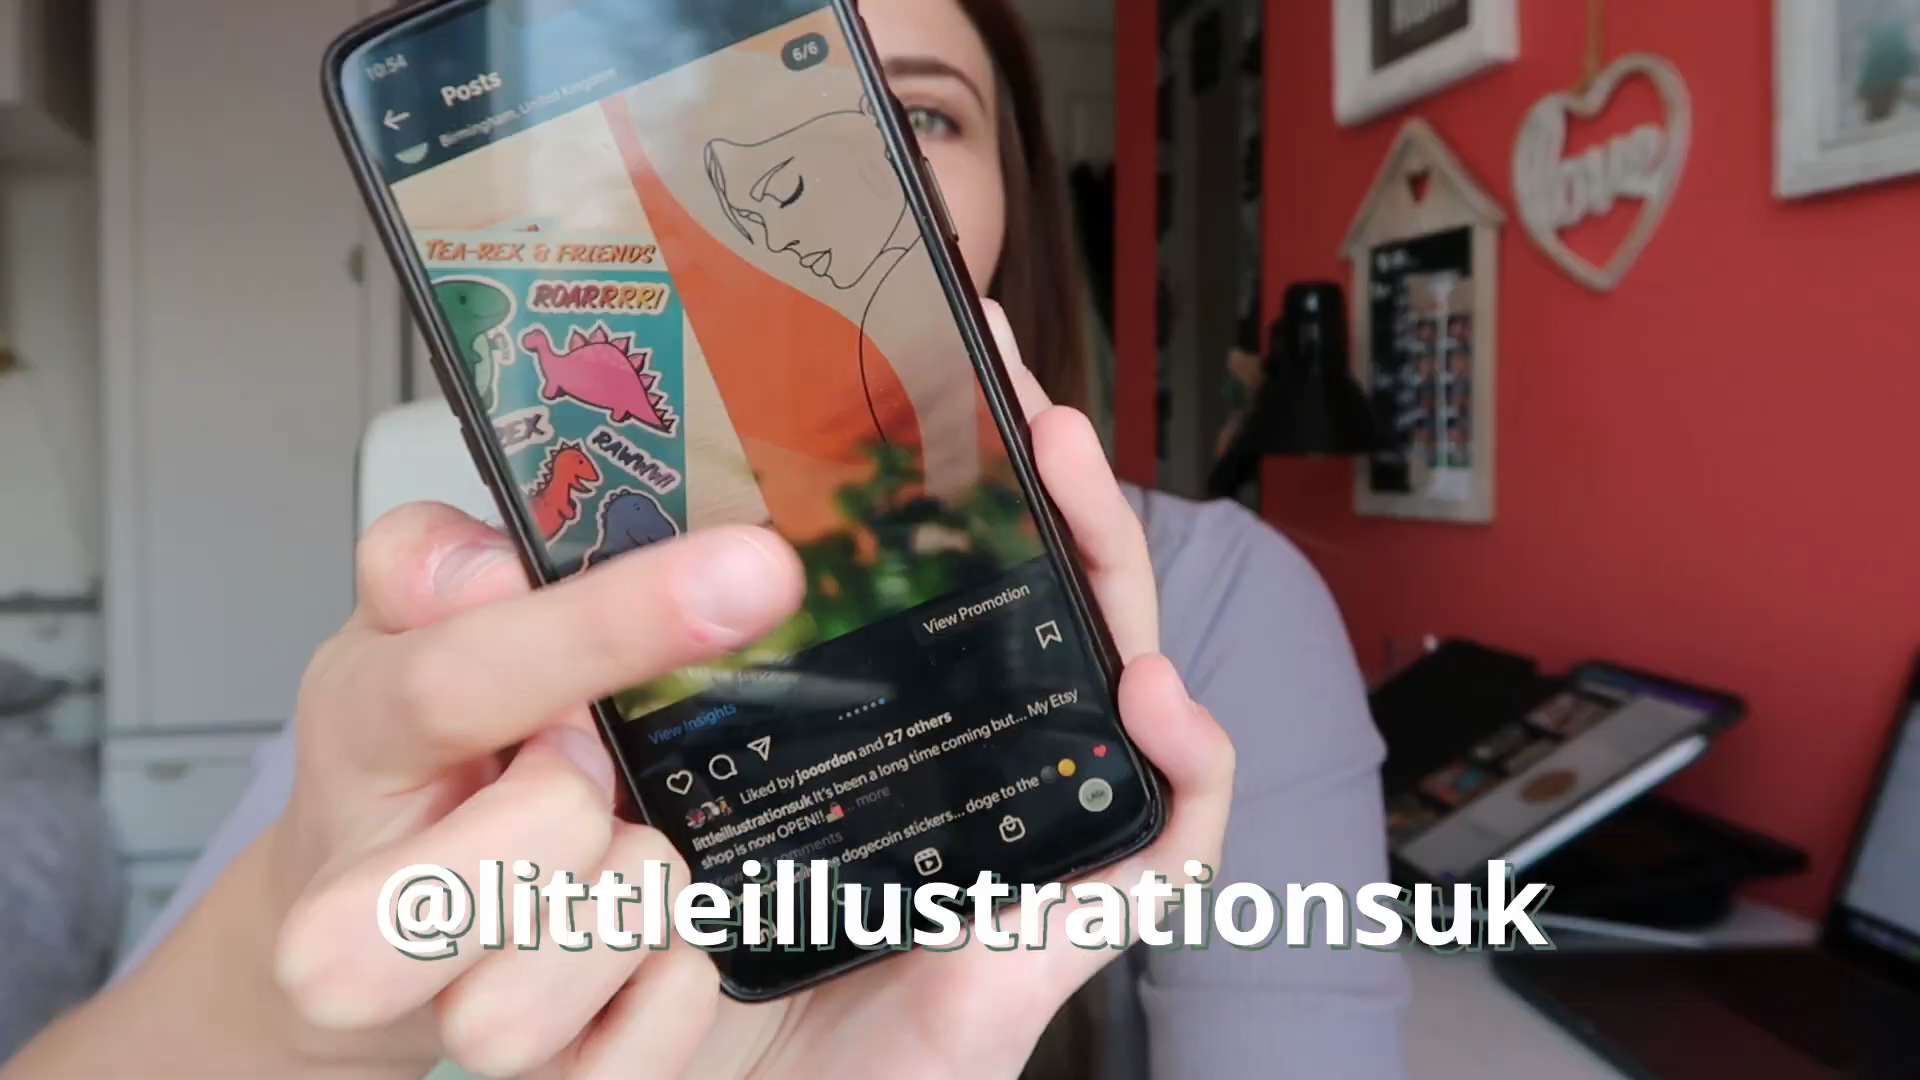 10:54
Posts
6/6
Birmingham, United Kingdom
TEA-REX & FRIENDS
ROARRRR!
REX
RAWWW!!
View Promotion
View Insights
Liked by jooordon and 27 others
littleillustrationsuk It's been a long time coming but... My Etsy
shop is now OPEN!! ... more
comments
dogecoin stickers... doge to the
@littleillustrationsuk
love